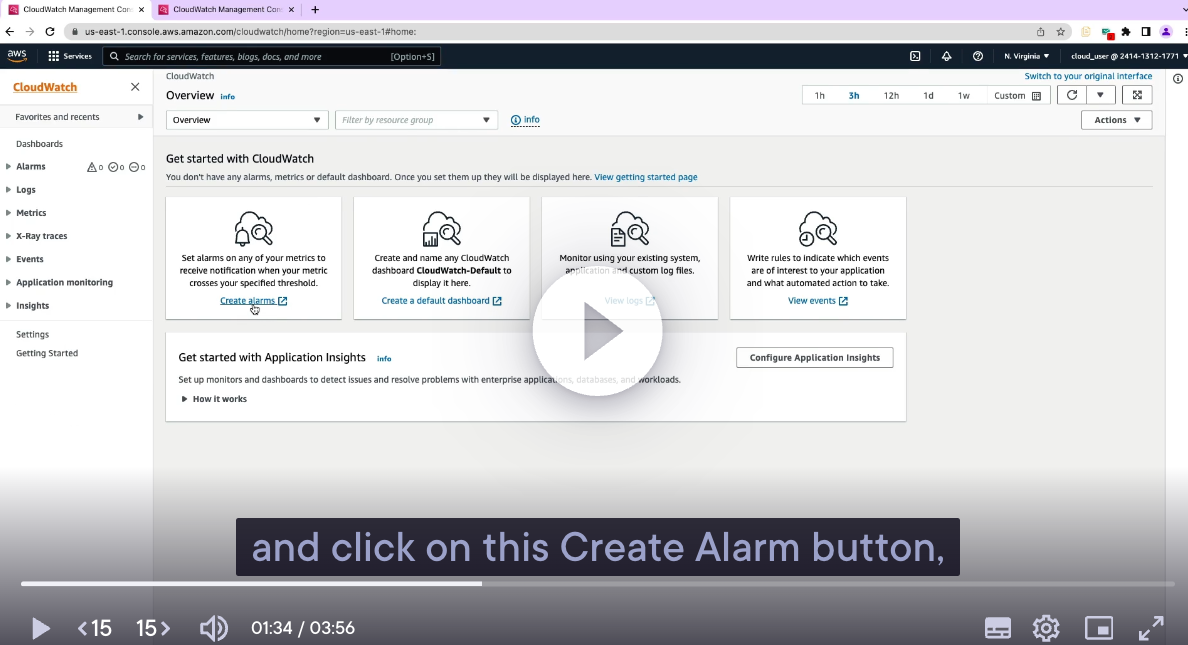 CloudWatch Management Con
CloudWatch Management Con
us-east-1.console.aws.amazon.com/cloudwatch/home?region=us-east-1#home:
aws
Services
Search for services, features, blogs, docs, and more
[Option+S]
N. Virginia
cloud_user @ 2414-1312-1771
CloudWatch
Favorites and recents
Dashboards
Alarms 0 0 0
Logs
Metrics
X-Ray traces
Events
Application monitoring
Insights
Settings
Getting Started
CloudWatch
Switch to your original interface
Overview info
1h 3h 12h 1d 1w Custom
Overview
Filter by resource group
info
Actions
Get started with CloudWatch
You don't have any alarms, metrics or default dashboard. Once you set them up they will be displayed here. View getting started page
Set alarms on any of your metrics to
receive notification when your metric
crosses your specified threshold.
Create alarms
Create and name any CloudWatch
dashboard CloudWatch-Default to
display it here.
Create a default dashboard
Monitor using your existing system,
application and custom log files.
View logs
Write rules to indicate which events
are of interest to your application
and what automated action to take.
View events
Get started with Application Insights info
Configure Application Insights
Set up monitors and dashboards to detect issues and resolve problems with enterprise applications, databases, and workloads.
How it works
and click on this Create Alarm button,
15 15 01:34 / 03:56